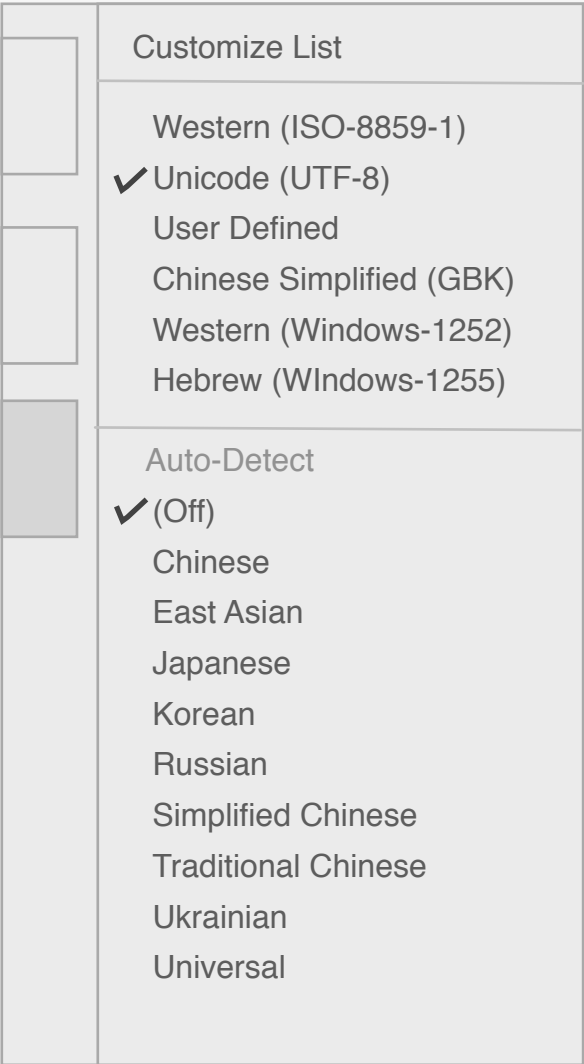 Customize List
Western (ISO-8859-1)
Unicode (UTF-8)
User Defined
Chinese Simplified (GBK)
Western (Windows-1252)
Hebrew (WIndows-1255)
Auto-Detect
(Off)
Chinese
East Asian
Japanese
Korean
Russian
Simplified Chinese
Traditional Chinese
Ukrainian
Universal